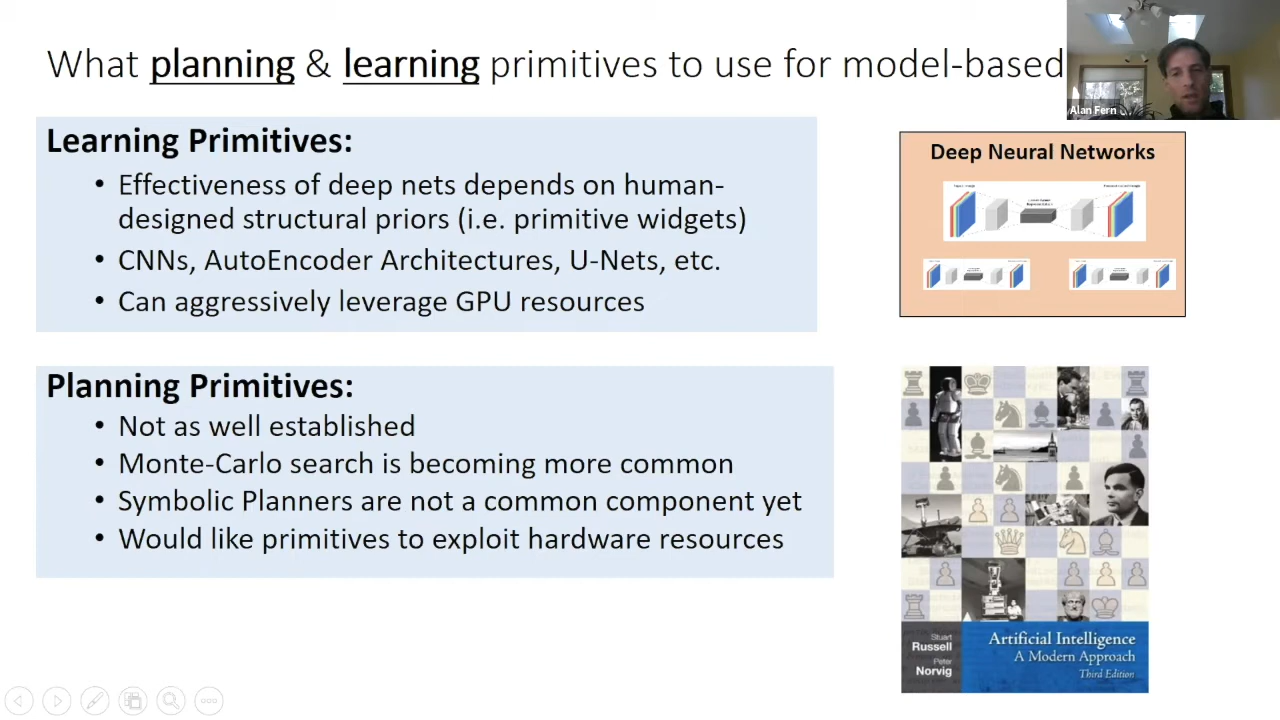 What planning & learning primitives to use for model-based
Alan Fern
Learning Primitives:
• Effectiveness of deep nets depends on human-
designed structural priors (i.e. primitive widgets)
• CNNs, AutoEncoder Architectures, U-Nets, etc.
• Can aggressively leverage GPU resources
Deep Neural Networks
Planning Primitives:
• Not as well established
• Monte-Carlo search is becoming more common
• Symbolic Planners are not a common component yet
• Would like primitives to exploit hardware resources
Stuart
Russell
Peter
Norvig
Artificial Intelligence
A Modern Approach
Third Edition